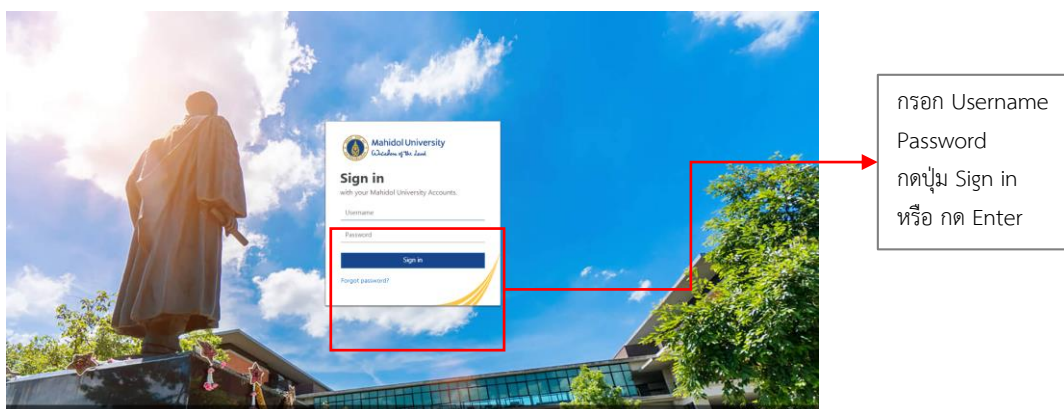 Mahidol University
Wisdom of the Land
Sign in
with your Mahidol University Accounts.
Username
Password
Sign in
Forgot password?
กรอก Username
Password
กดปุ่ม Sign in
หรือ กด Enter